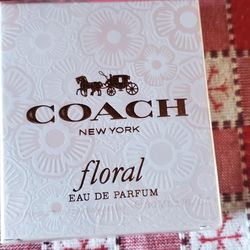 COACH
NEW YORK
floral
EAU DE PARFUM